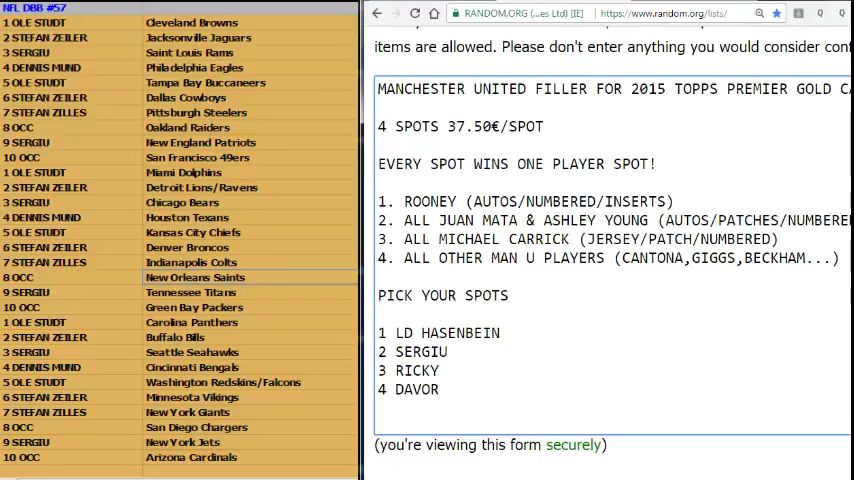 NFL DBB #57
1 OLE STUDT Cleveland Browns
2 STEFAN ZEILER Jacksonville Jaguars
3 SERGIU Saint Louis Rams
4 DENNIS MUND Philadelphia Eagles
5 OLE STUDT Tampa Bay Buccaneers
6 STEFAN ZEILER Dallas Cowboys
7 STEFAN ZILLES Pittsburgh Steelers
8 OCC Oakland Raiders
9 SERGIU New England Patriots
10 OCC San Francisco 49ers
1 OLE STUDT Miami Dolphins
2 STEFAN ZEILER Detroit Lions/Ravens
3 SERGIU Chicago Bears
4 DENNIS MUND Houston Texans
5 OLE STUDT Kansas City Chiefs
6 STEFAN ZEILER Denver Broncos
7 STEFAN ZILLES Indianapolis Colts
8 OCC New Orleans Saints
9 SERGIU Tennessee Titans
10 OCC Green Bay Packers
1 OLE STUDT Carolina Panthers
2 STEFAN ZEILER Buffalo Bills
3 SERGIU Seattle Seahawks
4 DENNIS MUND Cincinnati Bengals
5 OLE STUDT Washington Redskins/Falcons
6 STEFAN ZEILER Minnesota Vikings
7 STEFAN ZILLES New York Giants
8 OCC San Diego Chargers
9 SERGIU New York Jets
10 OCC Arizona Cardinals
RANDOM.ORG (...es Ltd) [IE] https://www.random.org/lists/
items are allowed. Please don't enter anything you would consider conf
MANCHESTER UNITED FILLER FOR 2015 TOPPS PREMIER GOLD CA
4 SPOTS 37.50€/SPOT
EVERY SPOT WINS ONE PLAYER SPOT!
1. ROONEY (AUTOS/NUMBERED/INSERTS)
2. ALL JUAN MATA & ASHLEY YOUNG (AUTOS/PATCHES/NUMBERED
3. ALL MICHAEL CARRICK (JERSEY/PATCH/NUMBERED)
4. ALL OTHER MAN U PLAYERS (CANTONA,GIGGS,BECKHAM...)
PICK YOUR SPOTS
1 LD HASENBEIN
2 SERGIU
3 RICKY
4 DAVOR
(you're viewing this form securely)